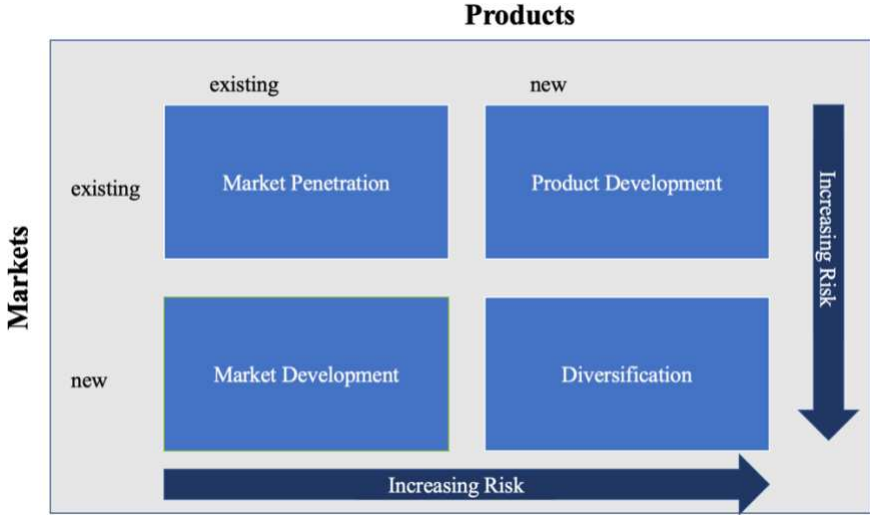 Products
existing
new
existing
Market Penetration
Product Development
Increasing Risk
Markets
new
Market Development
Diversification
Increasing Risk